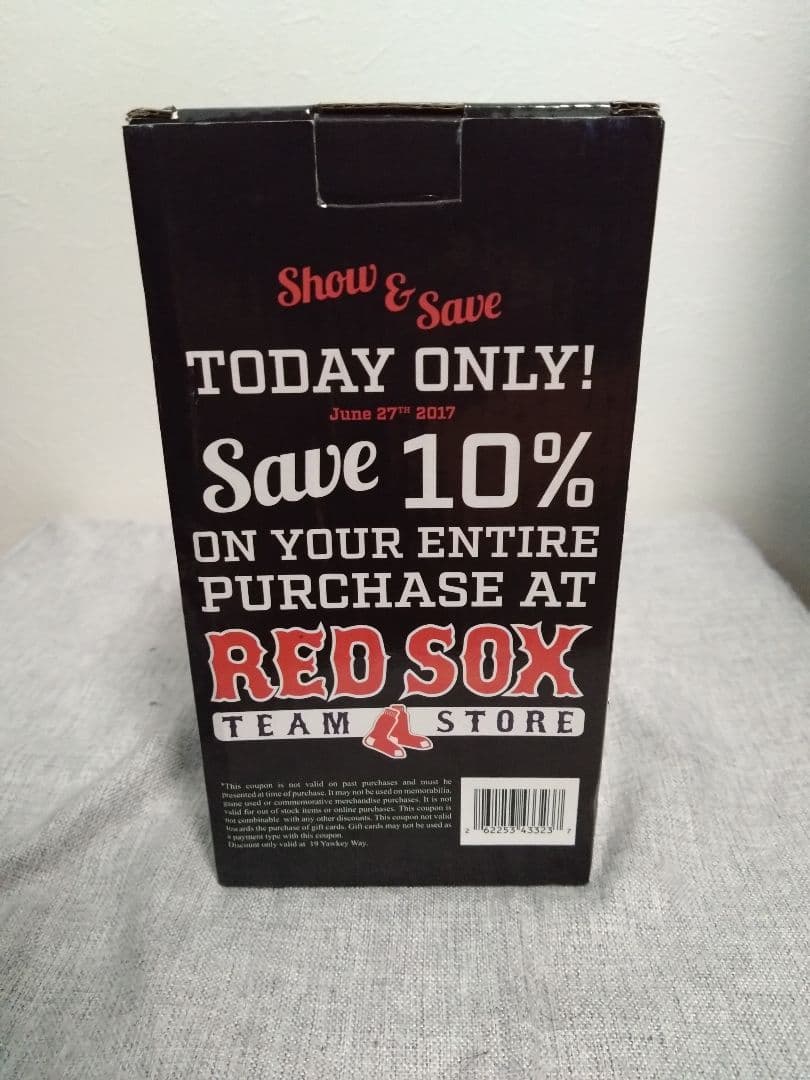 Show & Save
TODAY ONLY!
June 27TH 2017
Save 10%
ON YOUR ENTIRE
PURCHASE AT
RED SOX
TEAM STORE
*This coupon is not valid on past purchases and must be
presented at time of purchase. It may not be used on memorabilia,
game used or commemorative merchandise purchases. It is not
valid for out of stock items or online purchases. This coupon is
not combinable with any other discounts. This coupon not valid
towards the purchase of gift cards. Gift cards may not be used as
a payment type with this coupon.
Discount only valid at 19 Yawkey Way.
2 62253 43323 7